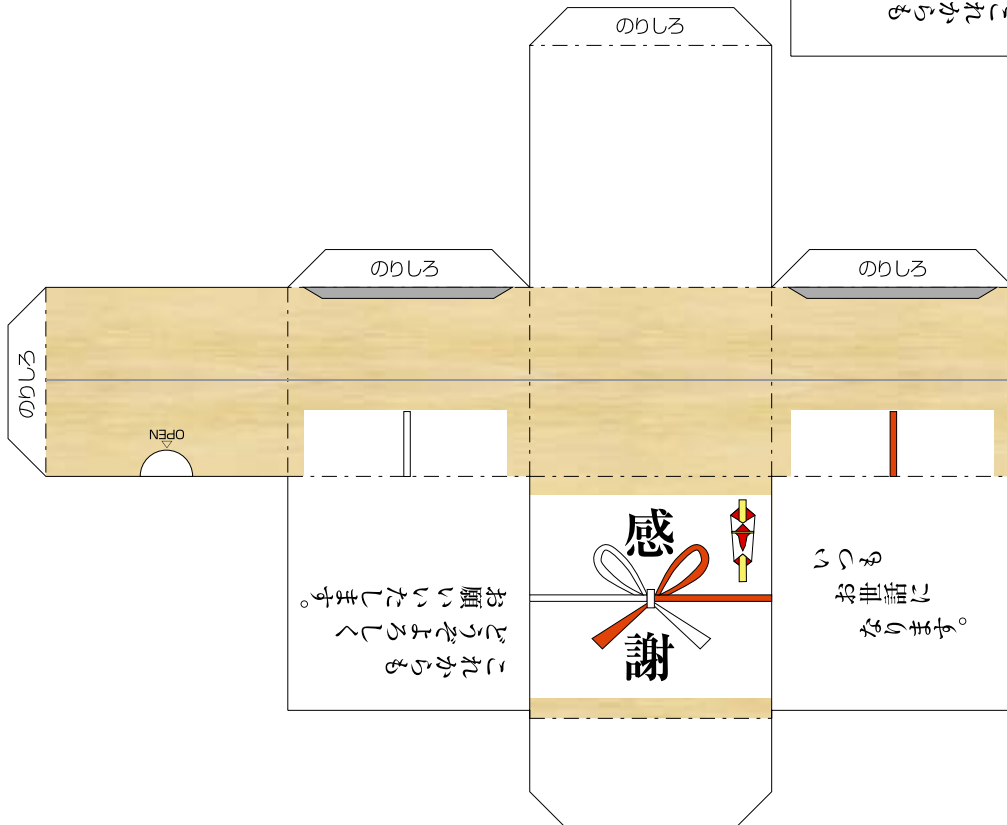 のりしろ
これからも
のりしろ
のりしろ
のりしろ
OPEN
感
謝
これからも
どうぞよろしく
お願いいたします。
いつも
お世話に
なります。